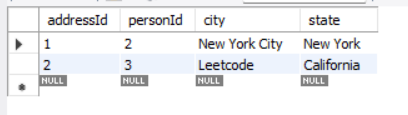 addressId personId city state
1 2 New York City New York
2 3 Leetcode California
NULL NULL NULL NULL